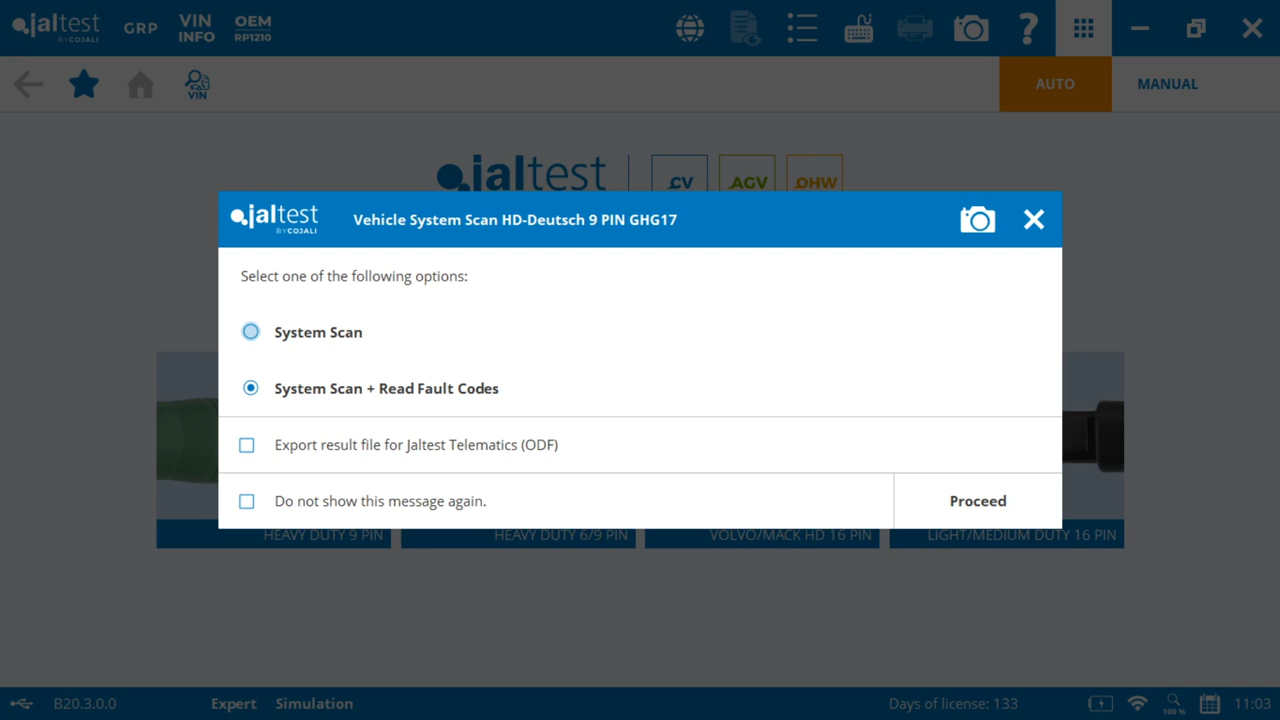 jaltest
BY COJALI
GRP
VIN
INFO
OEM
RP1210
VIN
AUTO
MANUAL
jaltest
CV
AGV
OHW
jaltest
BY COJALI
Vehicle System Scan HD-Deutsch 9 PIN GHG17
Select one of the following options:
System Scan
System Scan + Read Fault Codes
Export result file for Jaltest Telematics (ODF)
Do not show this message again.
Proceed
HEAVY DUTY 9 PIN
HEAVY DUTY 6/9 PIN
VOLVO/MACK HD 16 PIN
LIGHT/MEDIUM DUTY 16 PIN
B20.3.0.0
Expert
Simulation
Days of license: 133
100 %
11:03